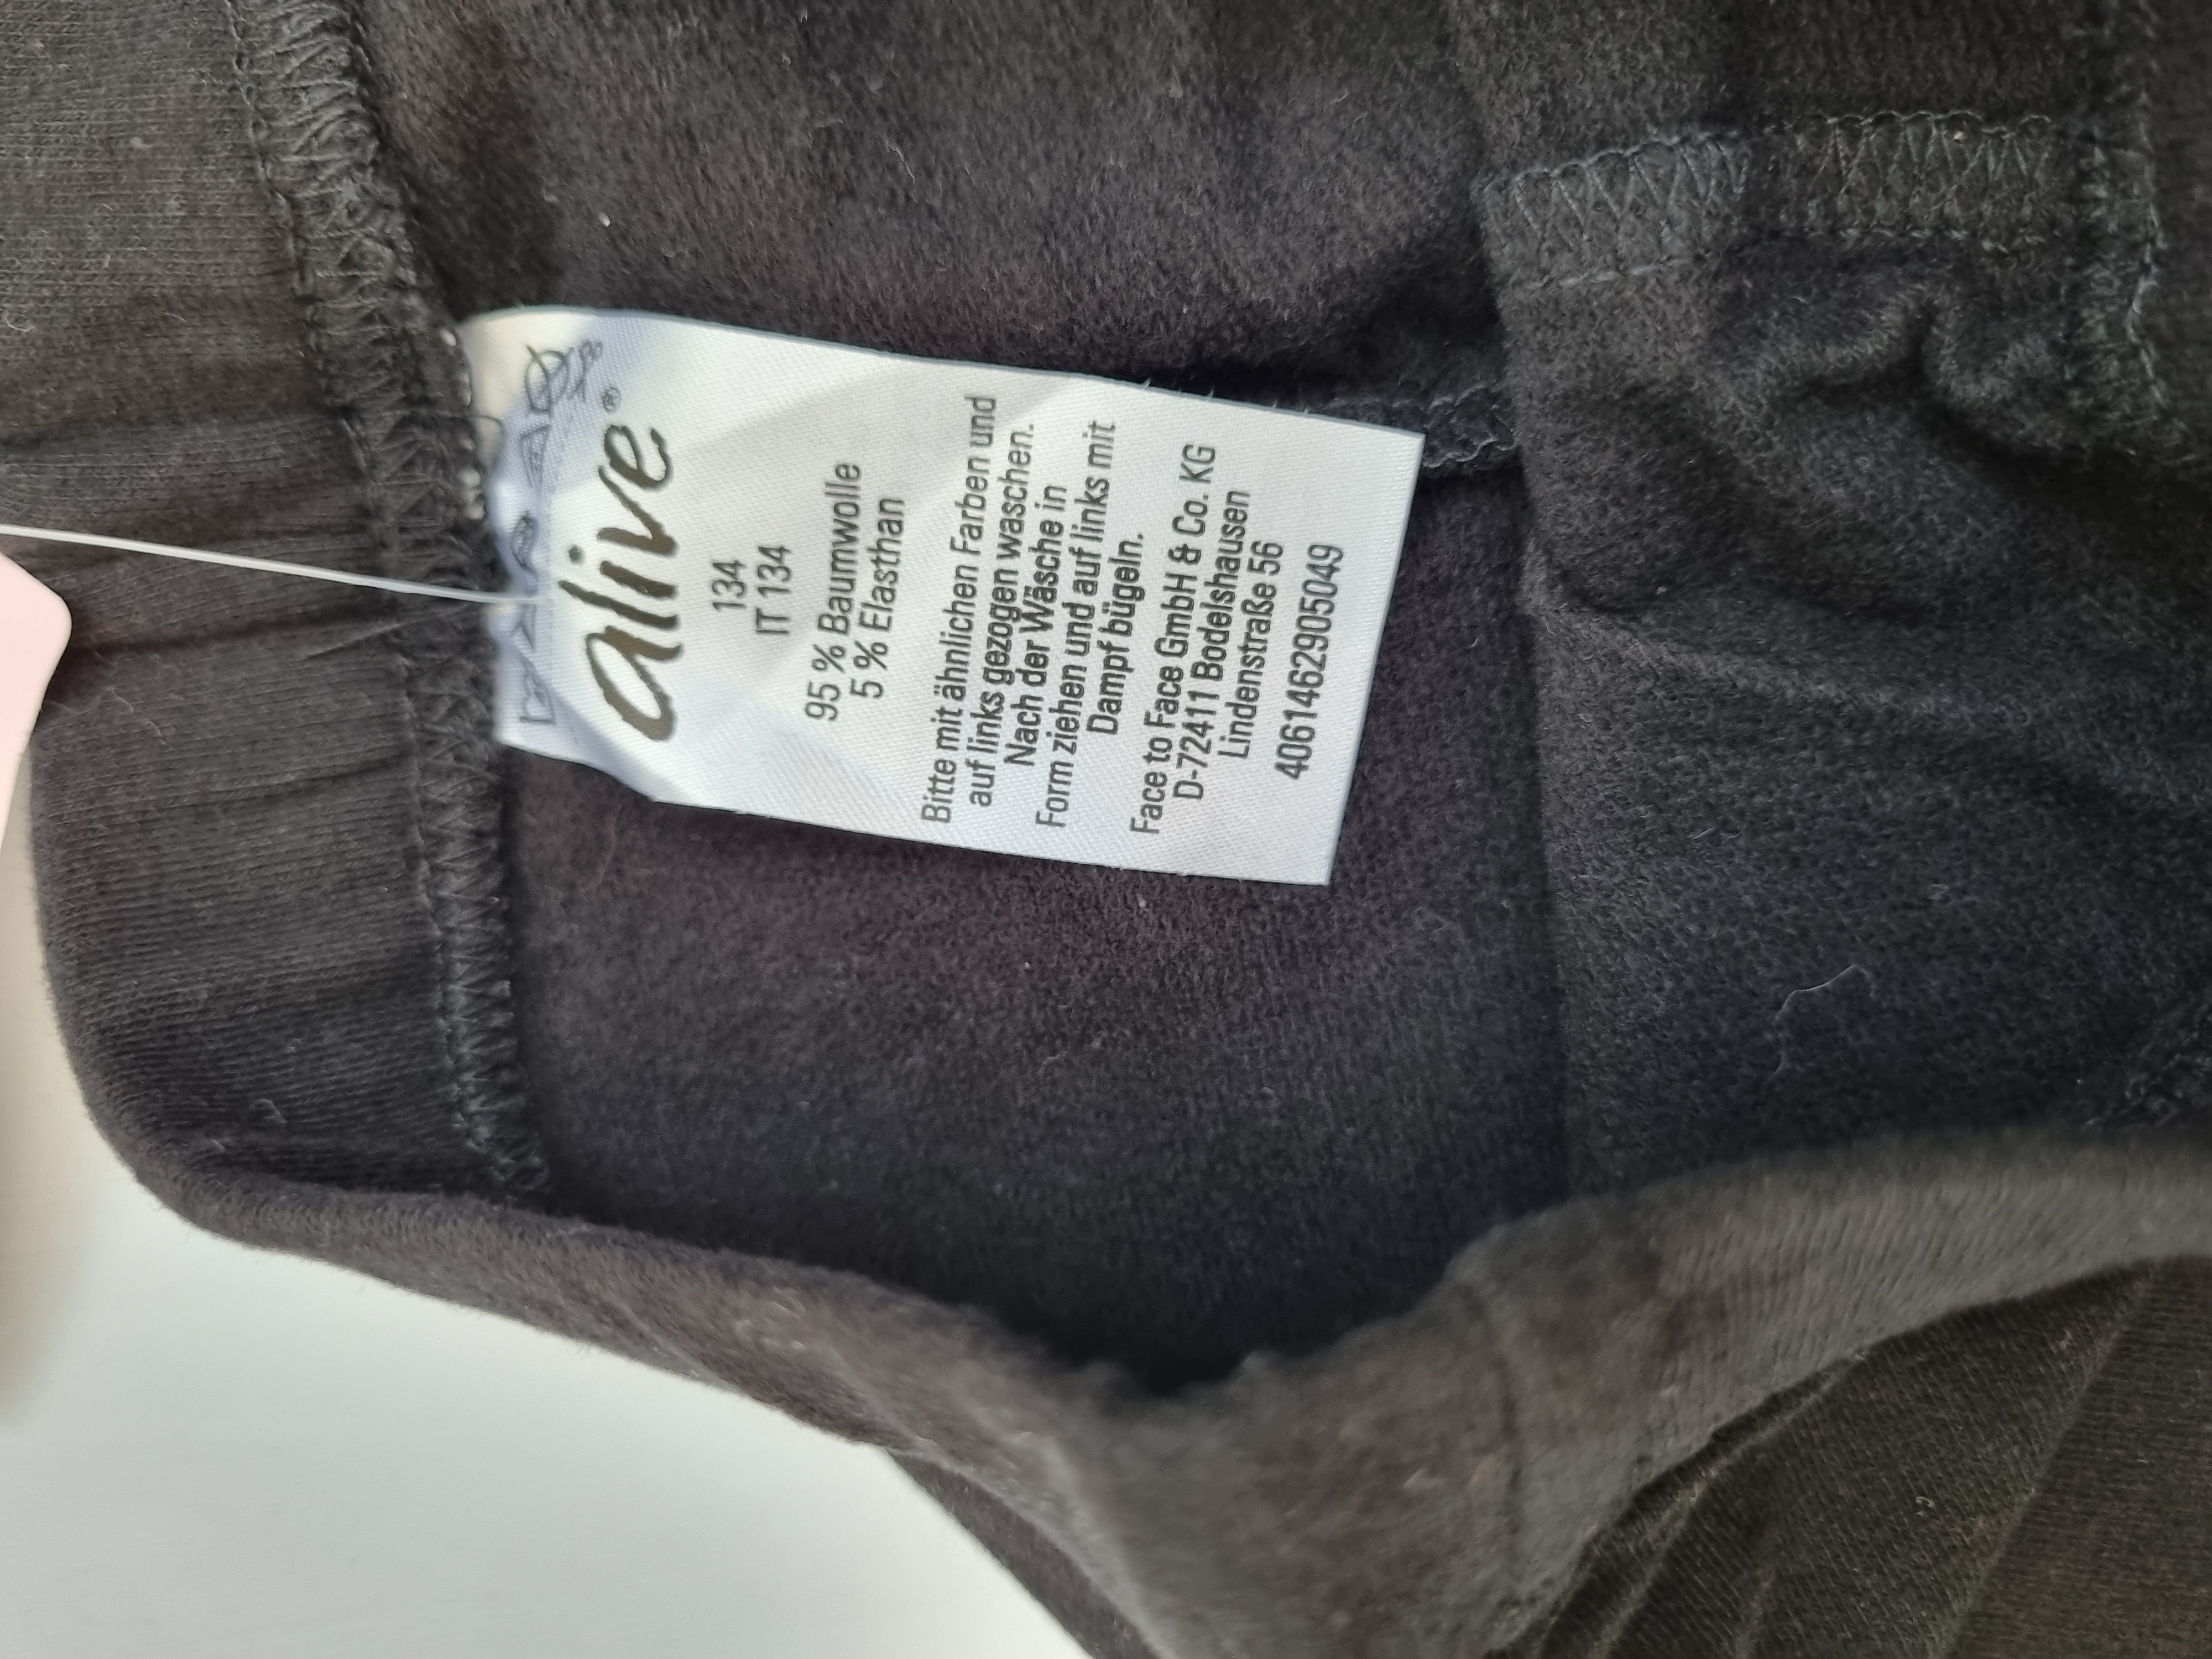 alive®
134
IT 134
95 % Baumwolle
5 % Elasthan
Bitte mit ähnlichen Farben und
auf links gezogen waschen.
Nach der Wäsche in
Form ziehen und auf links mit
Dampf bügeln.
Face to Face GmbH & Co. KG
D-72411 Bodelshausen
Lindenstraße 56
4061462905049